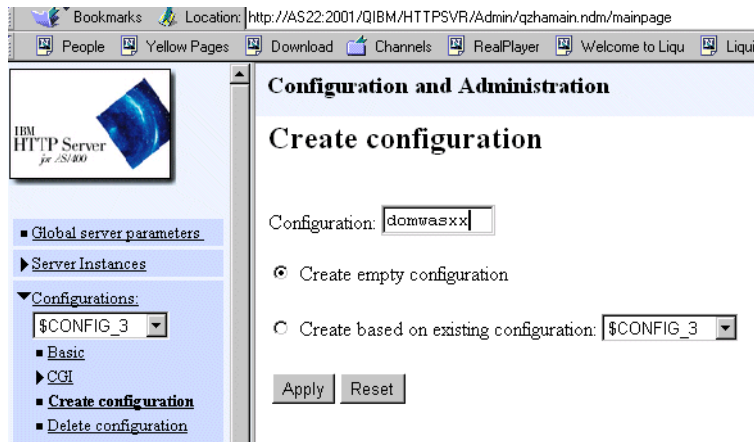 Bookmarks Location: http://AS22:2001/QIBM/HTTPSVR/Admin/qzhamain.ndm/mainpage
People Yellow Pages Download Channels RealPlayer Welcome to Liqu Liqui
IBM
HTTP Server
for AS/400
Global server parameters
Server Instances
Configurations:
$CONFIG_3
Basic
CGI
Create configuration
Delete configuration
Configuration and Administration
Create configuration
Configuration: domwasxx
Create empty configuration
Create based on existing configuration: $CONFIG_3
Apply Reset